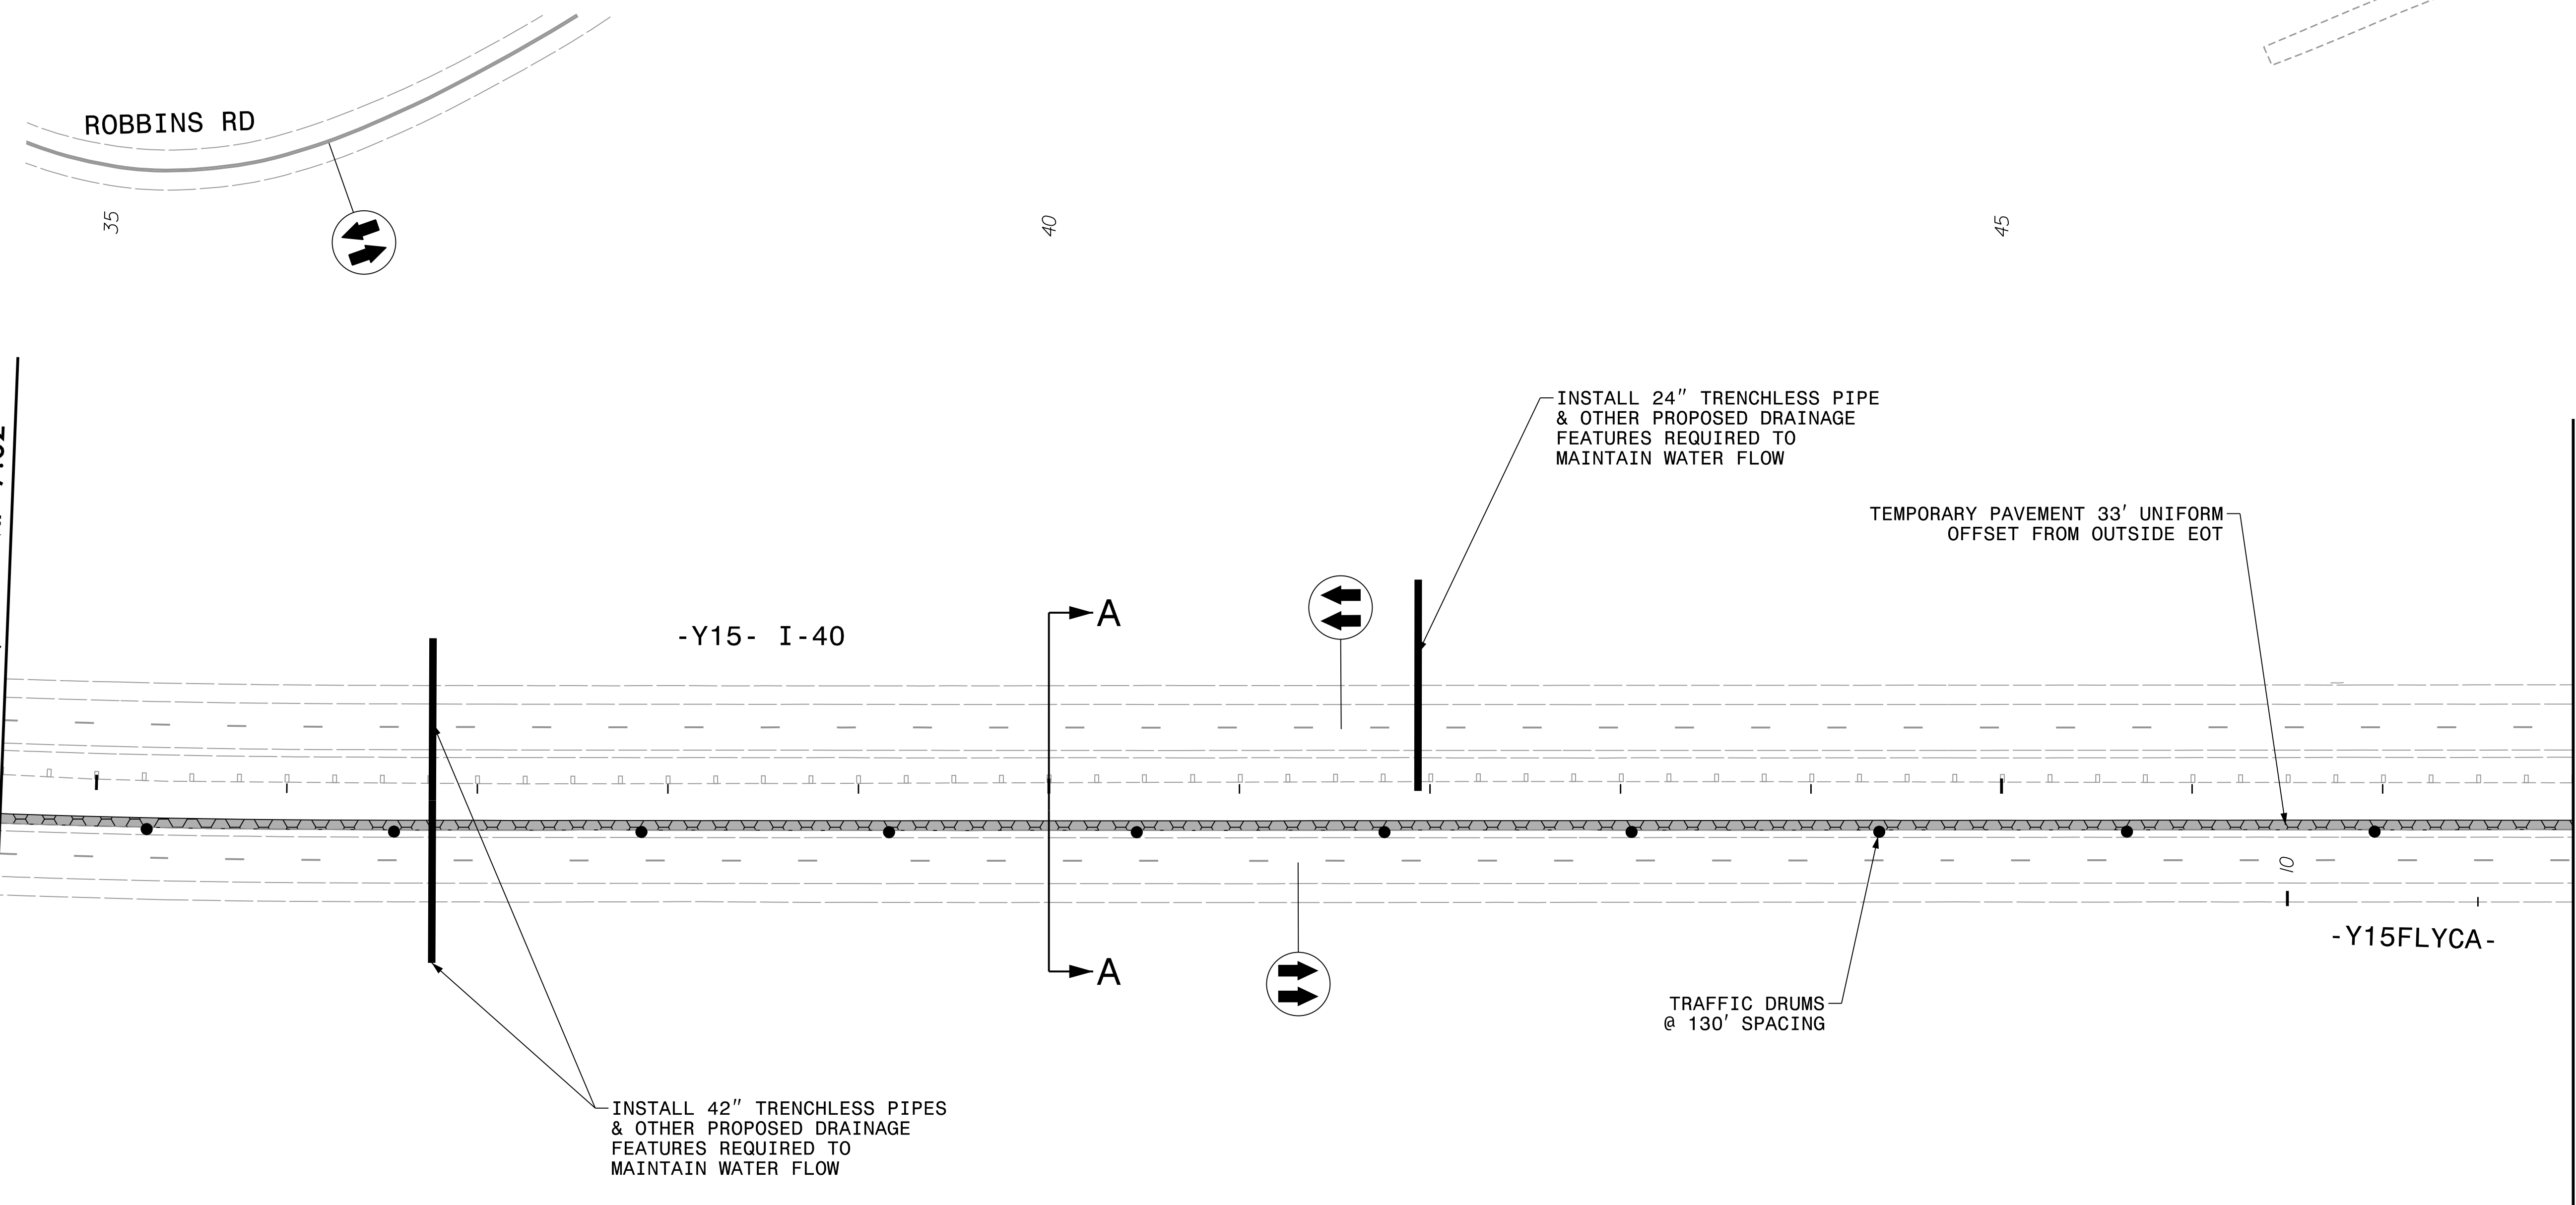 ROBBINS RD
35
40
45
INSTALL 24" TRENCHLESS PIPE
& OTHER PROPOSED DRAINAGE
FEATURES REQUIRED TO
MAINTAIN WATER FLOW
TEMPORARY PAVEMENT 33' UNIFORM
OFFSET FROM OUTSIDE EOT
A
-Y15- I-40
10
-Y15FLYCA-
A
TRAFFIC DRUMS
@ 130' SPACING
INSTALL 42" TRENCHLESS PIPES
& OTHER PROPOSED DRAINAGE
FEATURES REQUIRED TO
MAINTAIN WATER FLOW